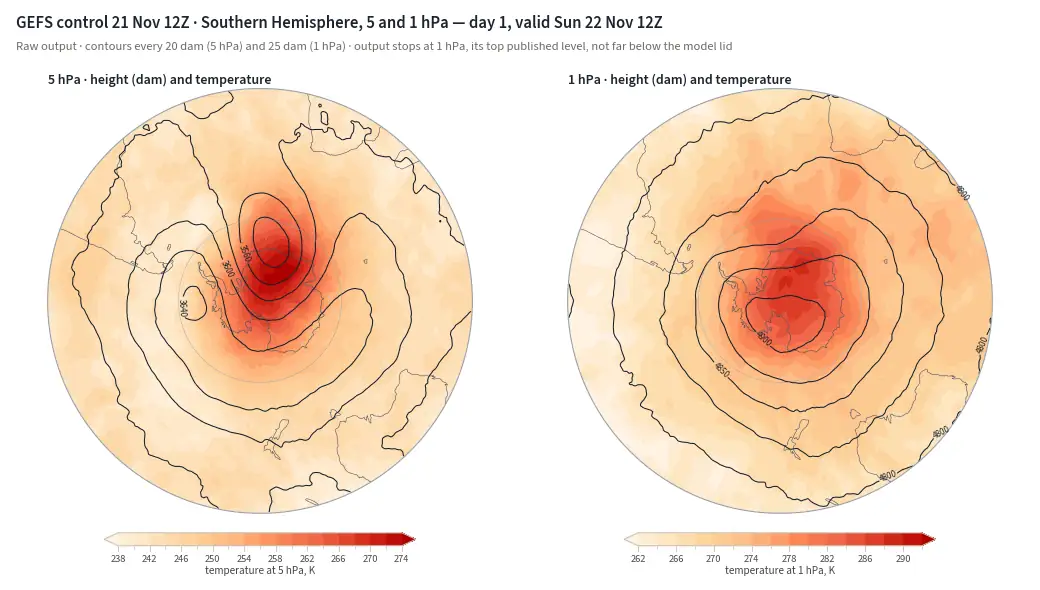 GEFS control 21 Nov 12Z · Southern Hemisphere, 5 and 1 hPa — day 1, valid Sun 22 Nov 12Z
Raw output · contours every 20 dam (5 hPa) and 25 dam (1 hPa) · output stops at 1 hPa, its top published level, not far below the model lid
5 hPa · height (dam) and temperature
1 hPa · height (dam) and temperature
3560
3600
3640
4800
4800
4800
4800
4850
238 242 246 250 254 258 262 266 270 274
temperature at 5 hPa, K
262 266 270 274 278 282 286 290
temperature at 1 hPa, K